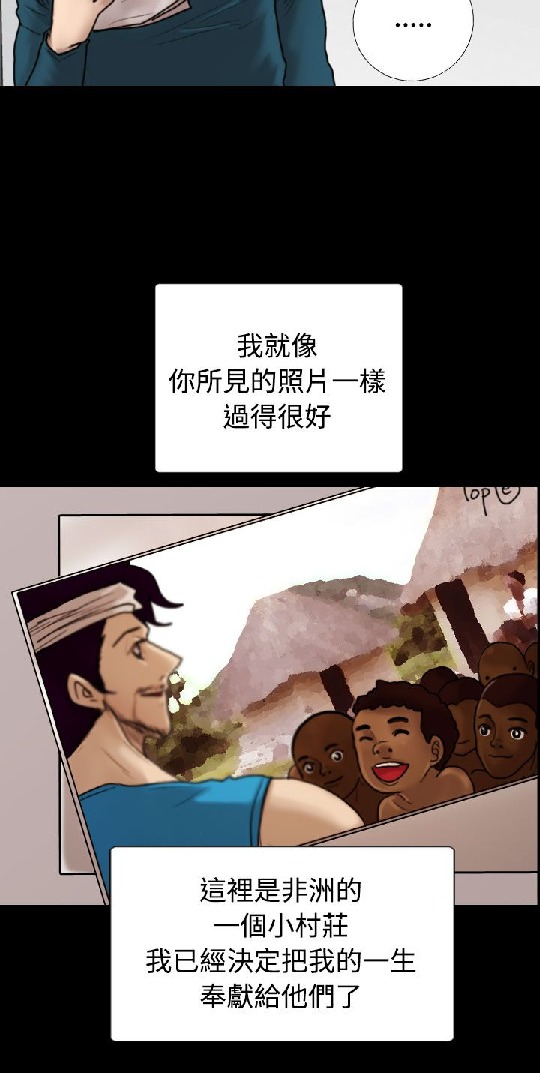 .....
我就像
你所見的照片一樣
過得很好
Top e
這裡是非洲的
一個小村莊
我已經決定把我的一生
奉獻給他們了